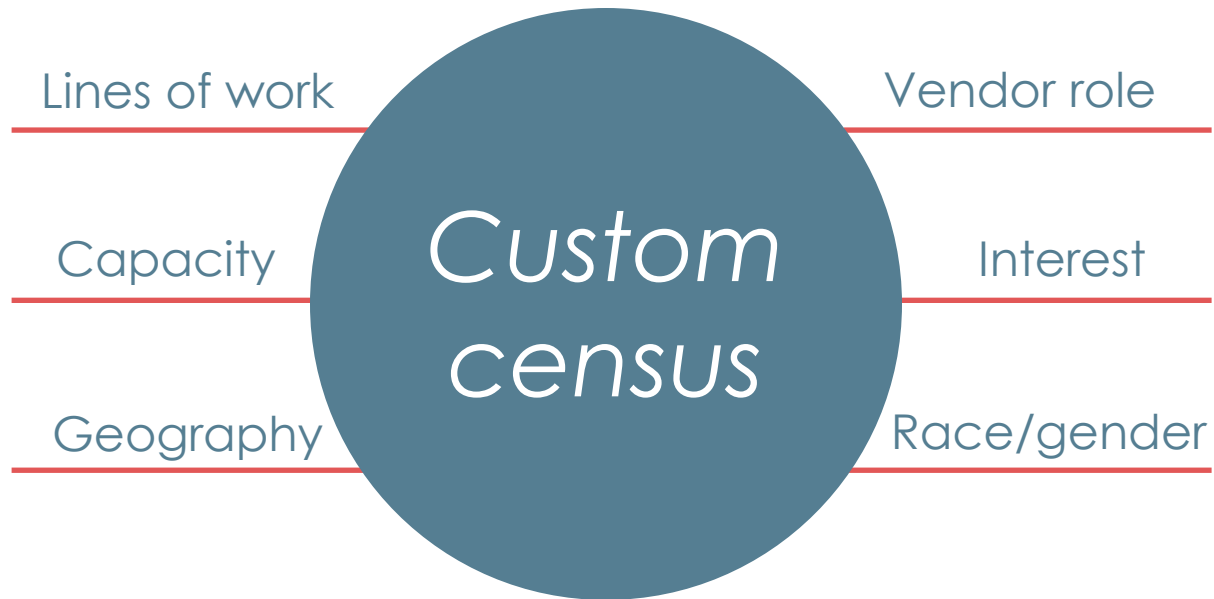 Lines of work
Capacity
Geography
Custom
census
Vendor role
Interest
Race/gender